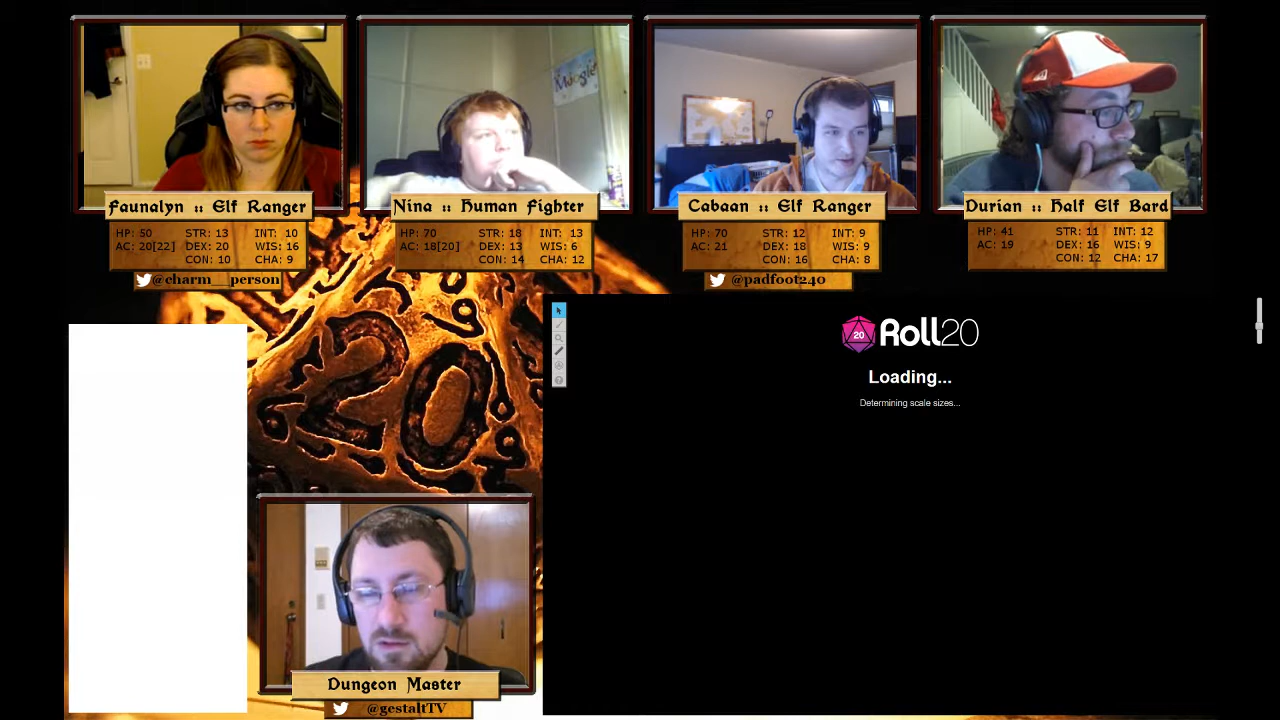 Moogle
Faunalyn :: Elf Ranger
HP: 50 STR: 13 INT: 10
AC: 20[22] DEX: 20 WIS: 16
CON: 10 CHA: 9
@charm__person
Nina :: Human Fighter
HP: 70 STR: 18 INT: 13
AC: 18[20] DEX: 13 WIS: 6
CON: 14 CHA: 12
Cabaan :: Elf Ranger
HP: 70 STR: 12 INT: 9
AC: 21 DEX: 18 WIS: 9
CON: 16 CHA: 8
@padfoot240
Durian :: Half Elf Bard
HP: 41 STR: 11 INT: 12
AC: 19 DEX: 16 WIS: 9
CON: 12 CHA: 17
20
20 Roll20
Loading...
Determining scale sizes...
Dungeon Master
@gestaltTV